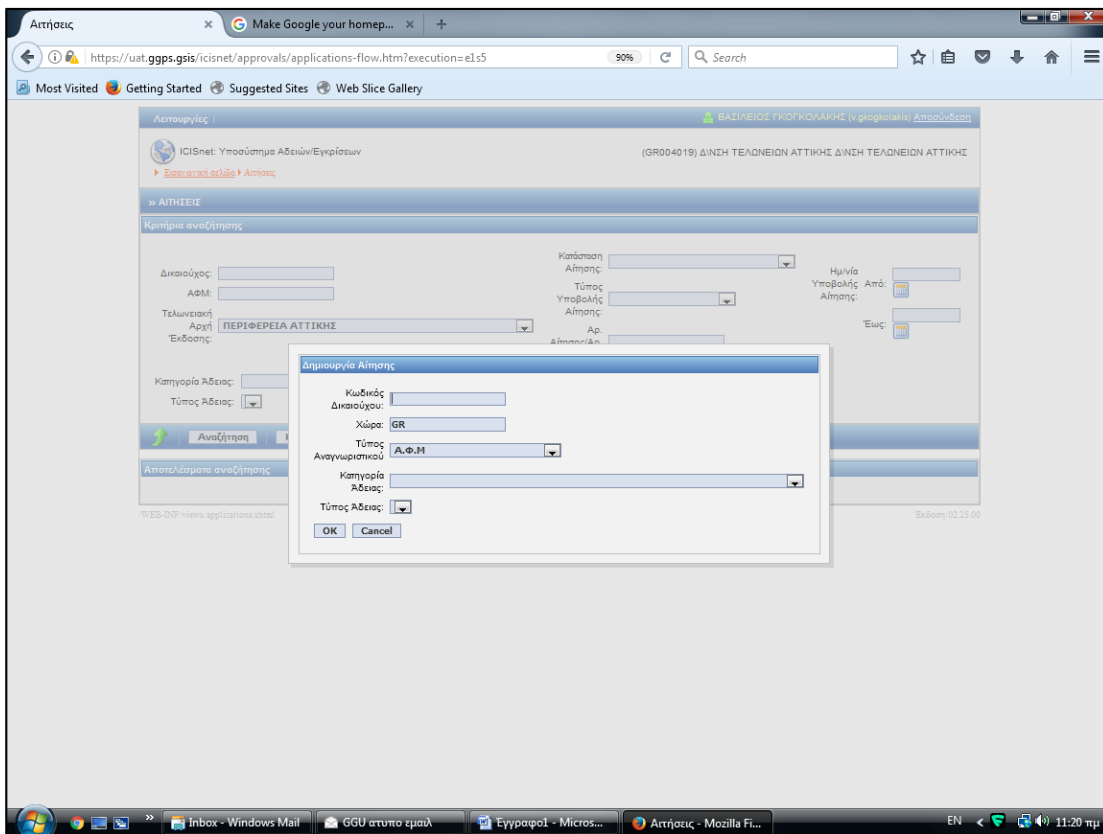 Αιτήσεις
Make Google your homep...
https://uat.ggps.gsis/icisnet/approvals/applications-flow.htm?execution=e1s5
90%
Search
Most Visited Getting Started Suggested Sites Web Slice Gallery
Λειτουργίες
ΒΑΣΙΛΕΙΟΣ ΓΚΟΓΚΟΛΑΚΗΣ (v.gkogkolakis) Αποσύνδεση
ICISnet: Υποσύστημα Αδειών/Εγκρίσεων
(GR004019) Δ\ΝΣΗ ΤΕΛΩΝΕΙΩΝ ΑΤΤΙΚΗΣ Δ\ΝΣΗ ΤΕΛΩΝΕΙΩΝ ΑΤΤΙΚΗΣ
Εισαγωγική σελίδα Αιτήσεις
» ΑΙΤΗΣΕΙΣ
Κριτήρια αναζήτησης
Δικαιούχος:
ΑΦΜ:
Τελωνειακή
Αρχή
Έκδοσης:
ΠΕΡΙΦΕΡΕΙΑ ΑΤΤΙΚΗΣ
Κατηγορία Άδειας:
Τύπος Άδειας:
Κατάσταση
Αίτησης:
Τύπος
Υποβολής
Αίτησης:
Αρ.
Αίτησης/Αρ.
Ημ/νία
Υποβολής Από:
Αίτησης:
Έως:
Αναζήτηση
Αποτελέσματα αναζήτησης
WEB-INF/views/applications.xhtml
Έκδοση:02.25.00
Δημιουργία Αίτησης
Κωδικός
Δικαιούχου:
Χώρα: GR
Τύπος
Αναγνωριστικού
Α.Φ.Μ
Κατηγορία
Άδειας:
Τύπος Άδειας:
OK Cancel
Inbox - Windows Mail
GGU ατυπο εμαιλ
Έγγραφο1 - Micros...
Αιτήσεις - Mozilla Fi...
EN
11:20 πμ